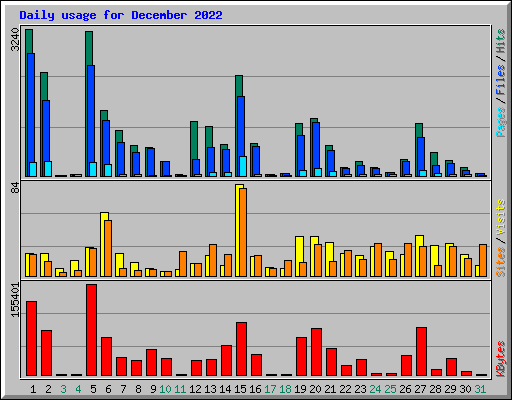 Daily usage for December 2022
3240
Pages / Files / Hits
84
Sites / Visits
155401
KBytes
1 2 3 4 5 6 7 8 9 10 11 12 13 14 15 16 17 18 19 20 21 22 23 24 25 26 27 28 29 30 31